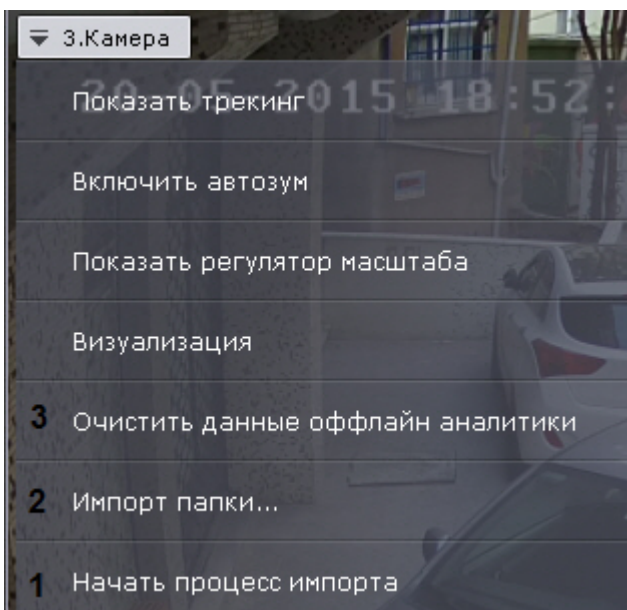 3.Камера
20-05-2015 18:52:
Показать трекинг
Включить автозум
Показать регулятор масштаба
Визуализация
3 Очистить данные оффлайн аналитики
2 Импорт папки...
1 Начать процесс импорта